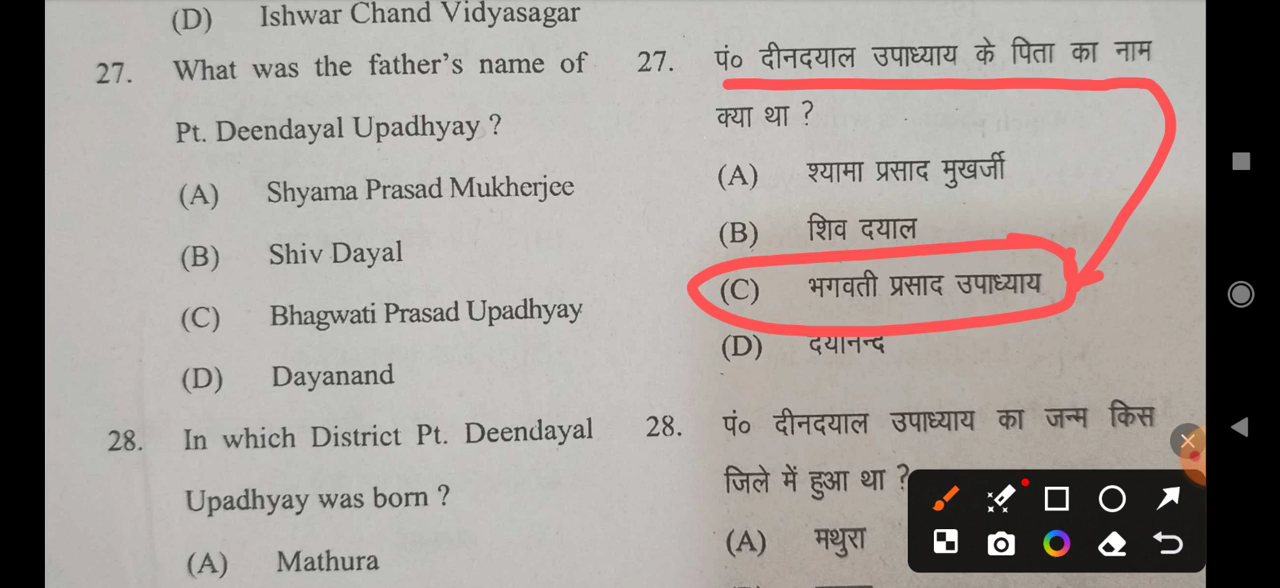 (D) Ishwar Chand Vidyasagar
27. What was the father's name of
Pt. Deendayal Upadhyay ?
(A) Shyama Prasad Mukherjee
(B) Shiv Dayal
(C) Bhagwati Prasad Upadhyay
(D) Dayanand
28. In which District Pt. Deendayal
Upadhyay was born ?
(A) Mathura
27. पं० दीनदयाल उपाध्याय के पिता का नाम
क्या था ?
(A) श्यामा प्रसाद मुखर्जी
(B) शिव दयाल
(C) भगवती प्रसाद उपाध्याय
(D) दयानन्द
28. पं० दीनदयाल उपाध्याय का जन्म किस
जिले में हुआ था ?
(A) मथुरा